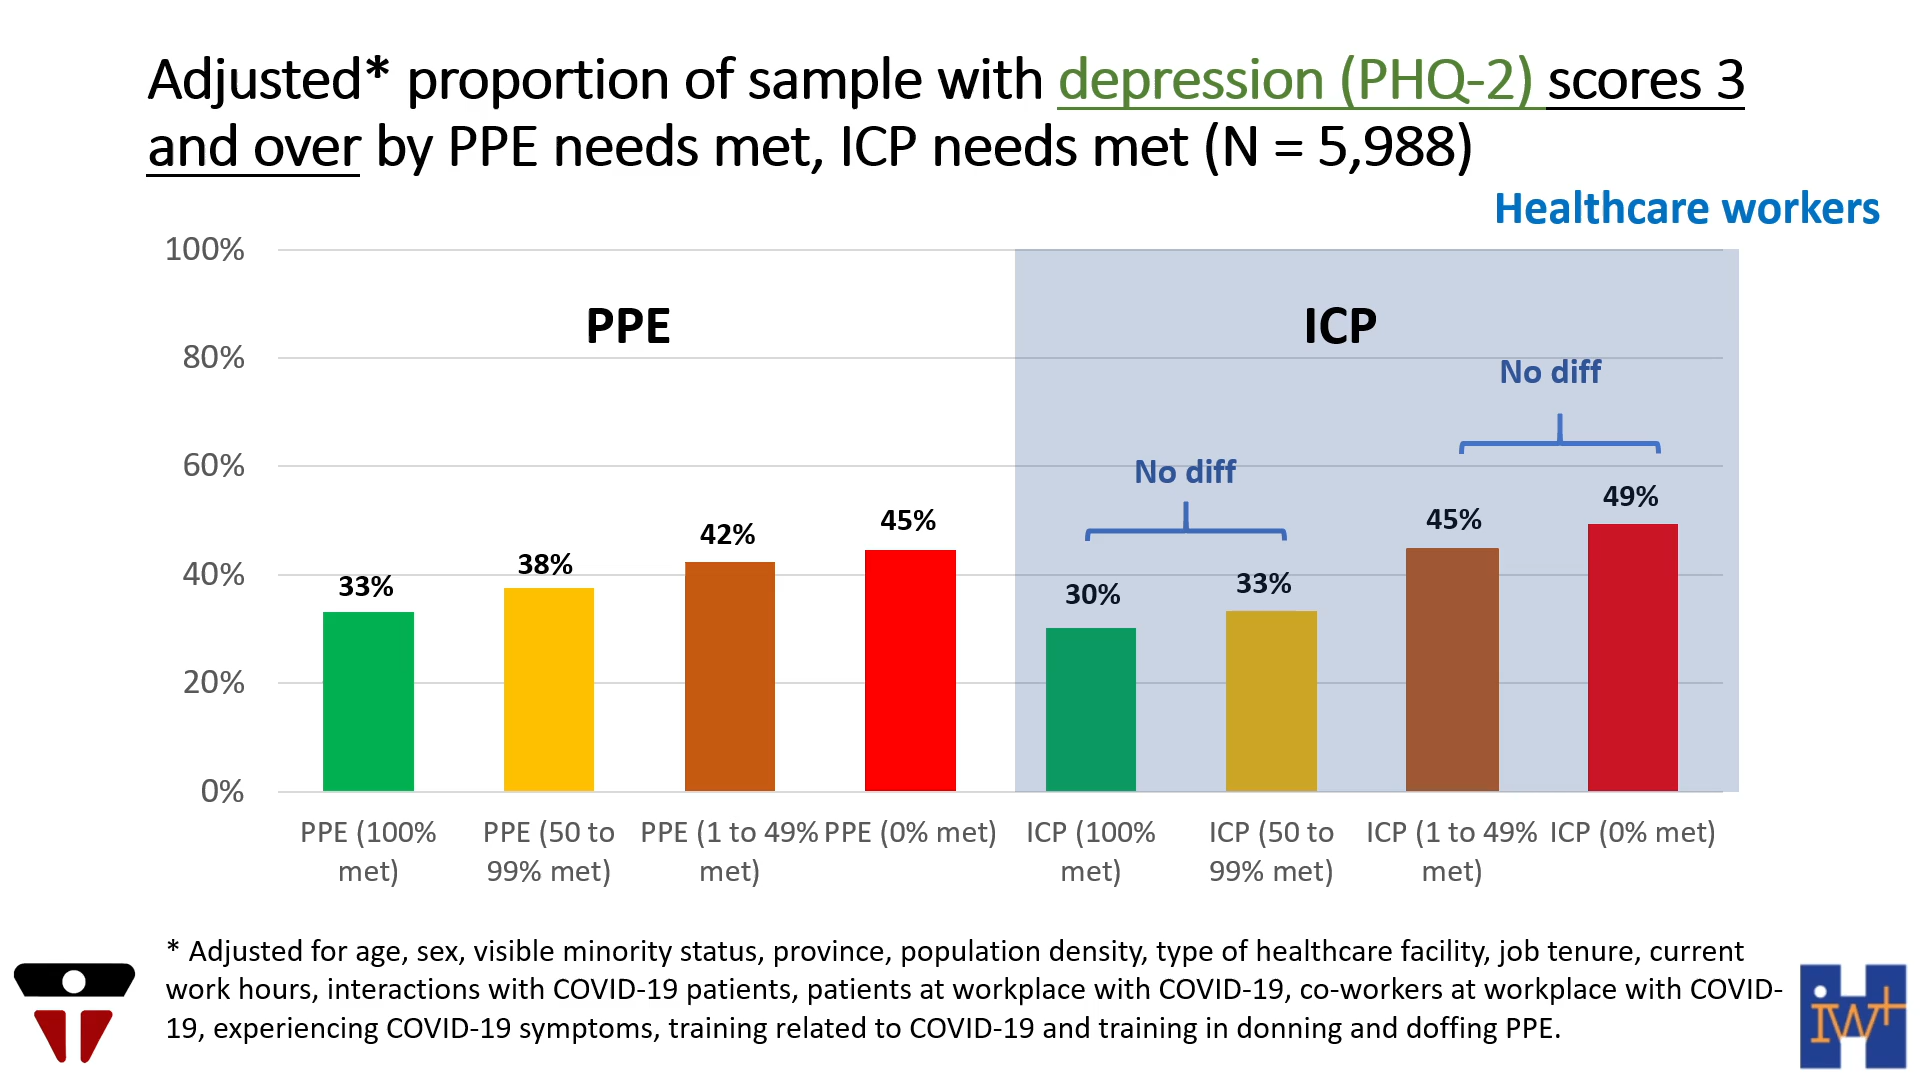 Adjusted* proportion of sample with depression (PHQ-2) scores 3
and over by PPE needs met, ICP needs met (N = 5,988)
Healthcare workers
100%
80%
60%
40%
20%
0%
PPE
ICP
No diff
No diff
33%
38%
42%
45%
30%
33%
45%
49%
PPE (100%
met)
PPE (50 to
99% met)
PPE (1 to 49%
met)
PPE (0% met)
ICP (100%
met)
ICP (50 to
99% met)
ICP (1 to 49%
met)
ICP (0% met)
* Adjusted for age, sex, visible minority status, province, population density, type of healthcare facility, job tenure, current
work hours, interactions with COVID-19 patients, patients at workplace with COVID-19, co-workers at workplace with COVID-
19, experiencing COVID-19 symptoms, training related to COVID-19 and training in donning and doffing PPE.
iw+
H